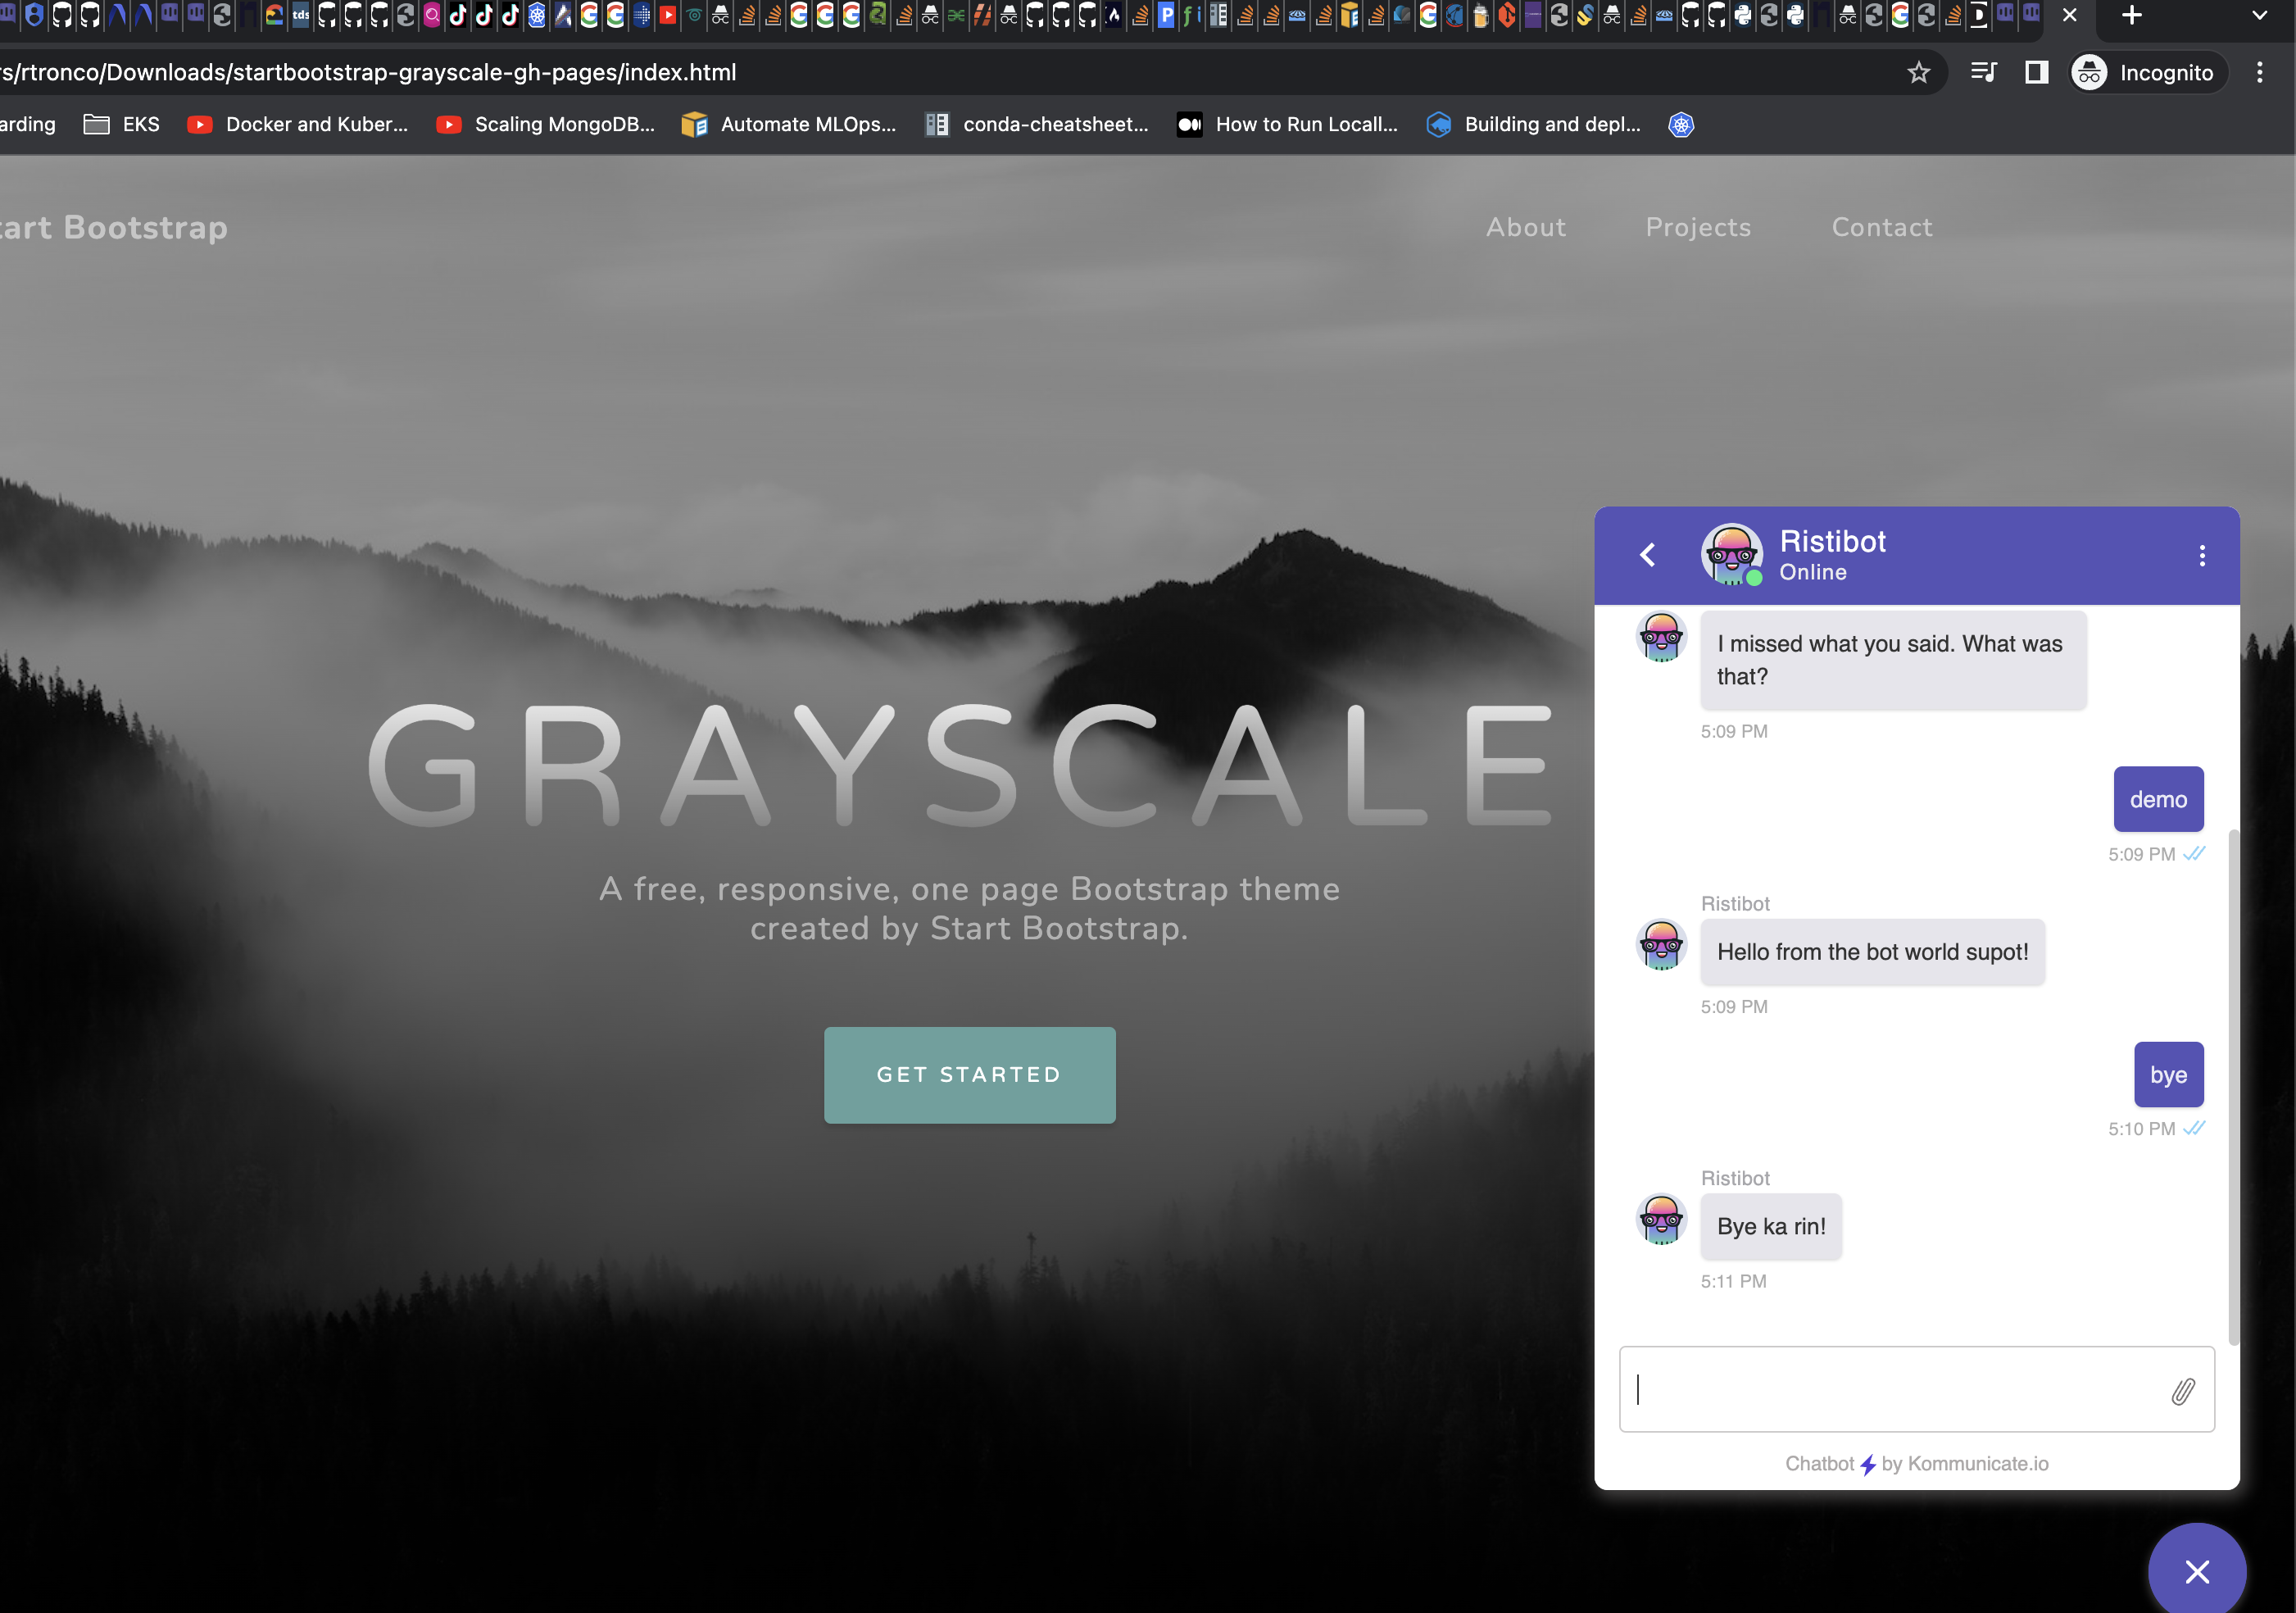 tds
rs/rtronco/Downloads/startbootstrap-grayscale-gh-pages/index.html
Incognito
arding
EKS
Docker and Kuber...
Scaling MongoDB...
Automate MLOps...
conda-cheatsheet...
How to Run Locall...
Building and depl...
tart Bootstrap
About
Projects
Contact
GRAYSCALE
A free, responsive, one page Bootstrap theme
created by Start Bootstrap.
GET STARTED
Ristibot
Online
I missed what you said. What was
that?
5:09 PM
demo
5:09 PM
Ristibot
Hello from the bot world supot!
5:09 PM
bye
5:10 PM
Ristibot
Bye ka rin!
5:11 PM
Chatbot by Kommunicate.io